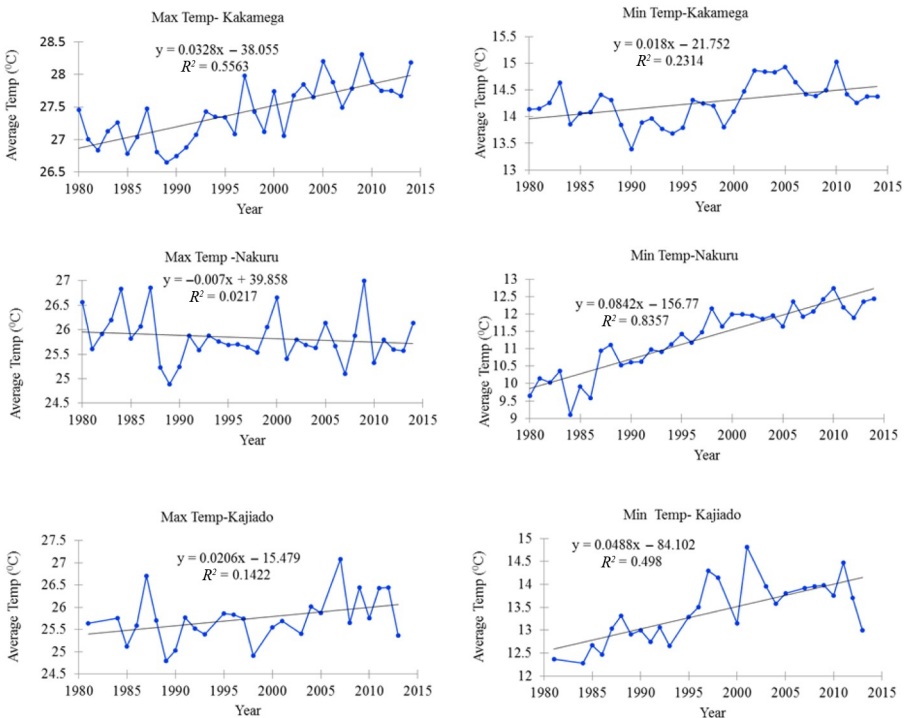 Max Temp- Kakamega
y = 0.0328x − 38.055
R² = 0.5563
Average Temp (⁰C)
28.5
28
27.5
27
26.5
1980 1985 1990 1995 2000 2005 2010 2015
Year
Min Temp-Kakamega
y = 0.018x − 21.752
R² = 0.2314
Average Temp (⁰C)
15.5
15
14.5
14
13.5
13
1980 1985 1990 1995 2000 2005 2010 2015
Year
Max Temp -Nakuru
y = −0.007x + 39.858
R² = 0.0217
Average Temp (⁰C)
27
26.5
26
25.5
25
24.5
1980 1985 1990 1995 2000 2005 2010 2015
Year
Min Temp-Nakuru
y = 0.0842x − 156.77
R² = 0.8357
Average Temp (⁰C)
13
12.5
12
11.5
11
10.5
10
9.5
9
1980 1985 1990 1995 2000 2005 2010 2015
Year
Max Temp-Kajiado
y = 0.0206x − 15.479
R² = 0.1422
Average Temp (⁰C)
27.5
27
26.5
26
25.5
25
24.5
1980 1985 1990 1995 2000 2005 2010 2015
Year
Min Temp- Kajiado
y = 0.0488x − 84.102
R² = 0.498
Average Temp (⁰C)
15
14.5
14
13.5
13
12.5
12
1980 1985 1990 1995 2000 2005 2010 2015
Year